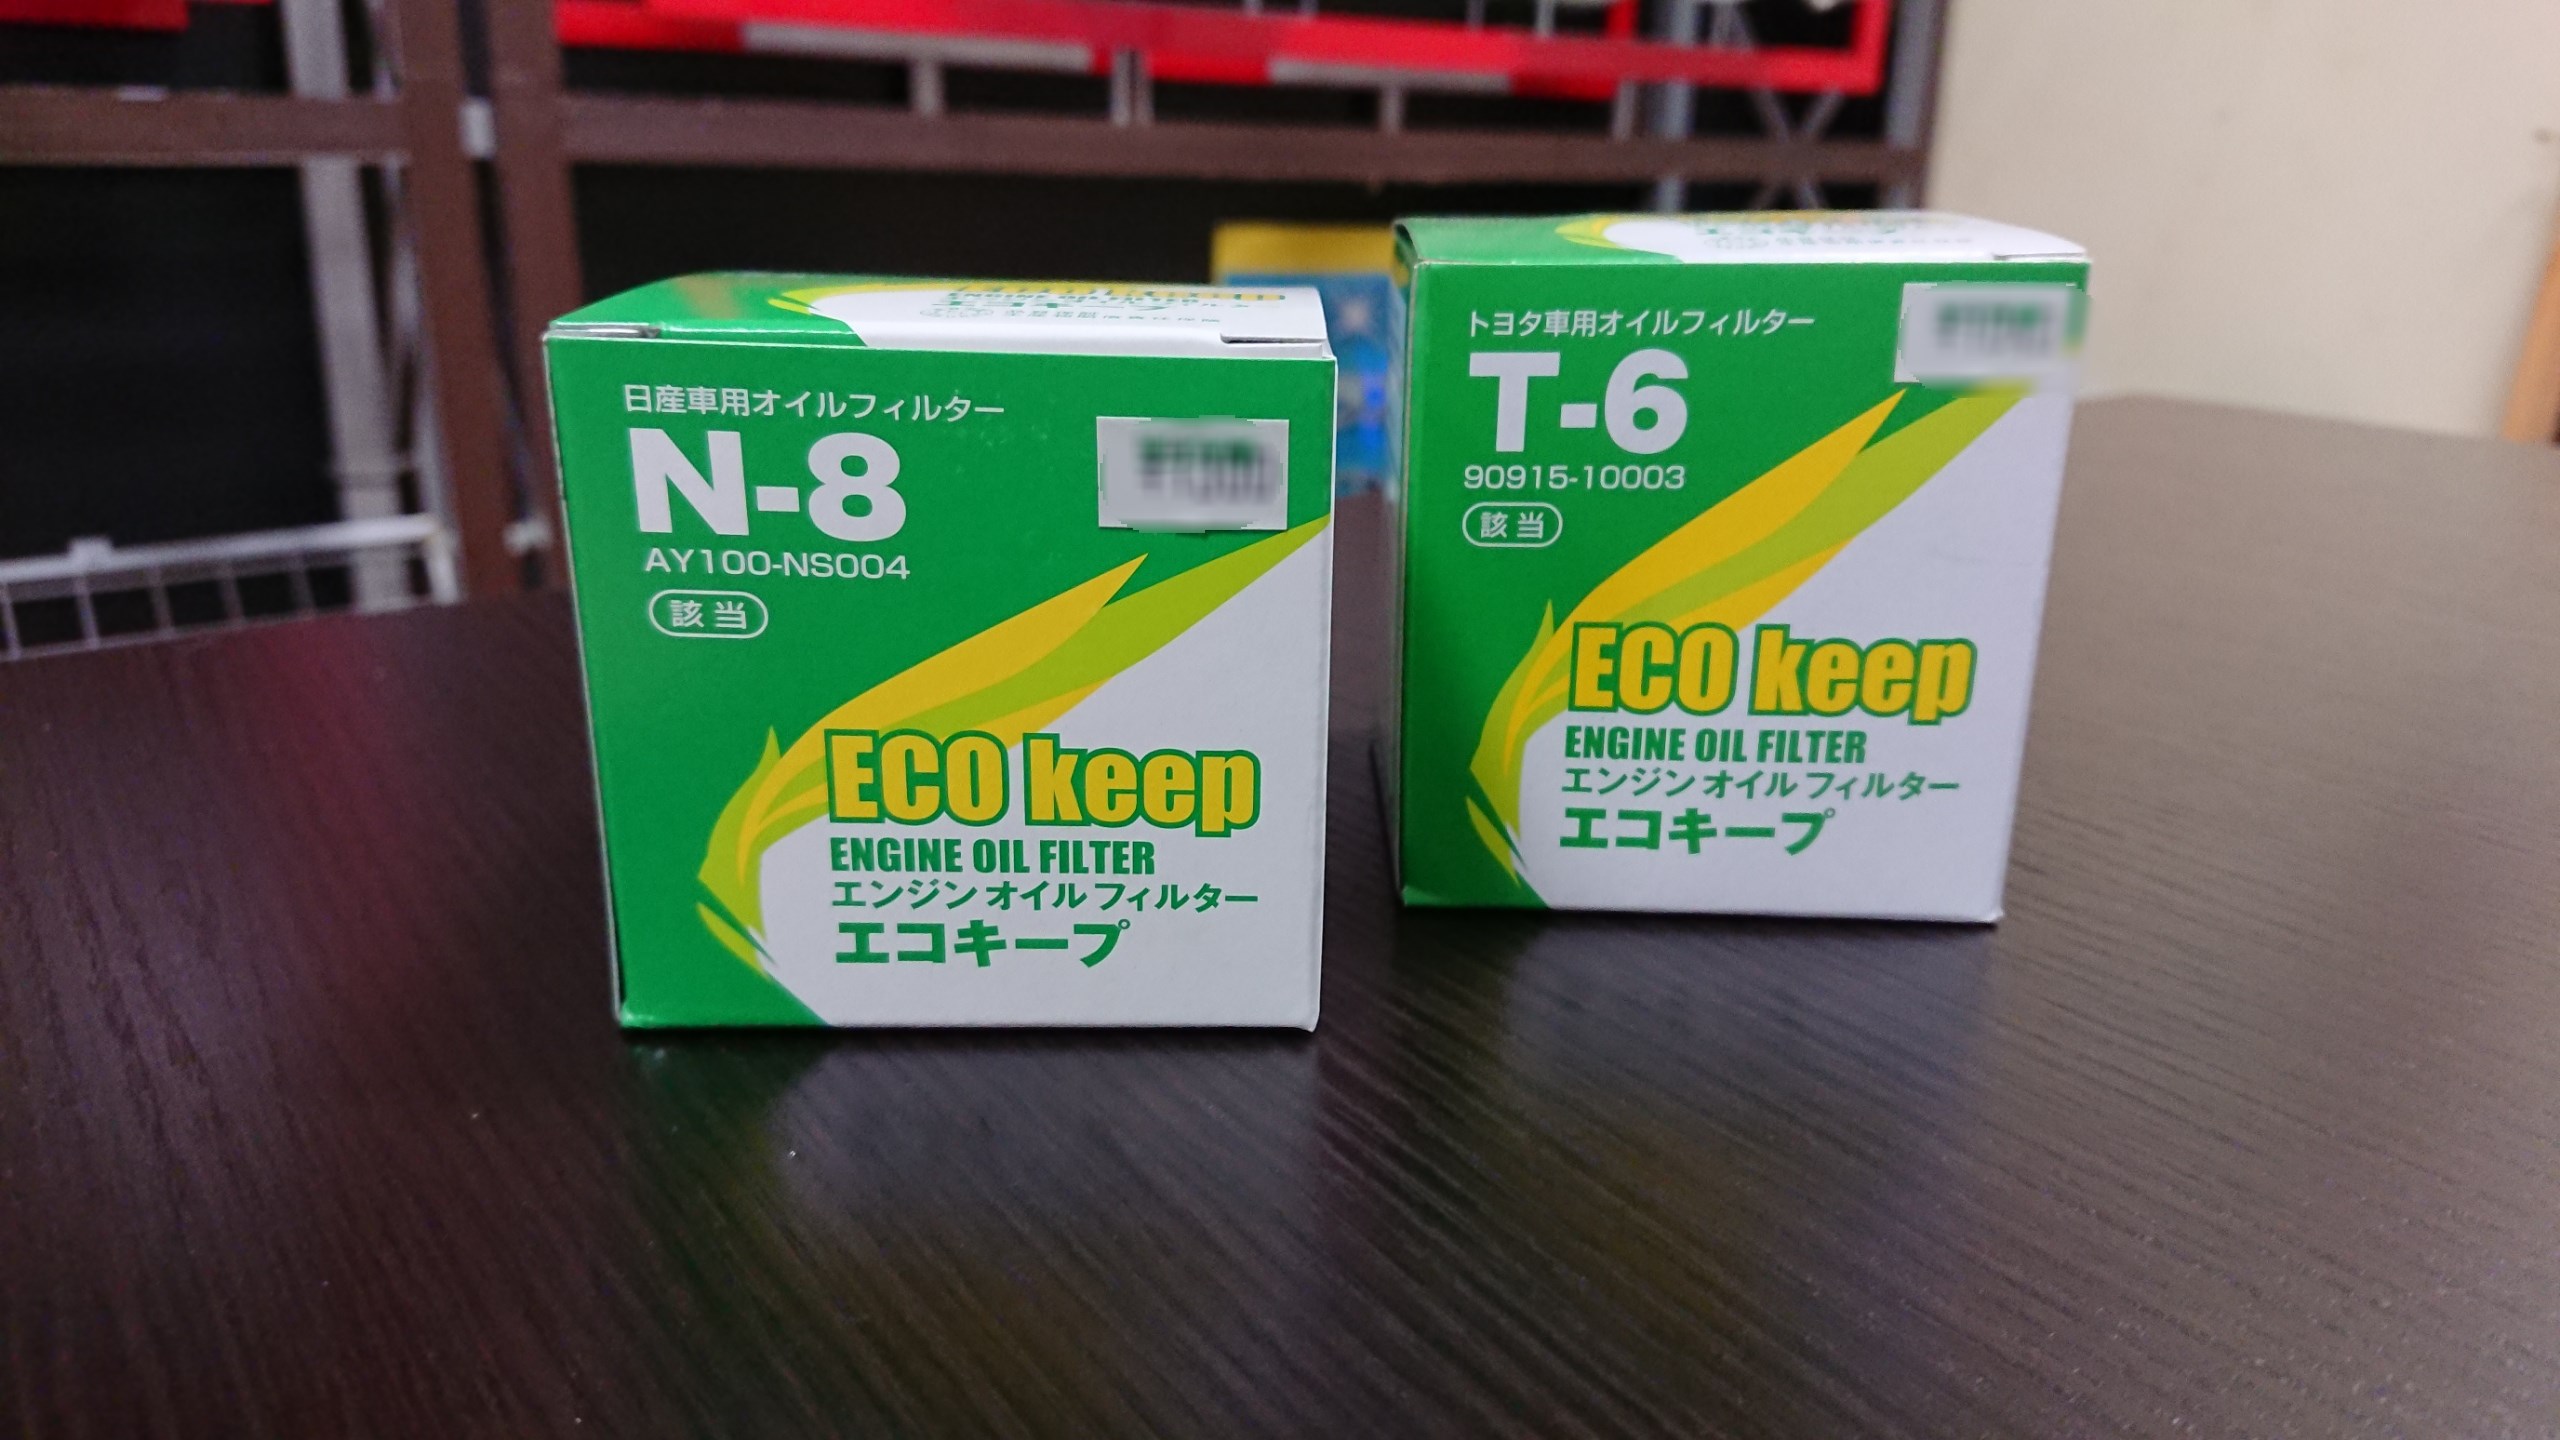 日産車用オイルフィルター
N-8
AY100-NS004
該当
ECO keep
ENGINE OIL FILTER
エンジン オイル フィルター
エコキープ
トヨタ車用オイルフィルター
T-6
90915-10003
該当
ECO keep
ENGINE OIL FILTER
エンジン オイル フィルター
エコキープ